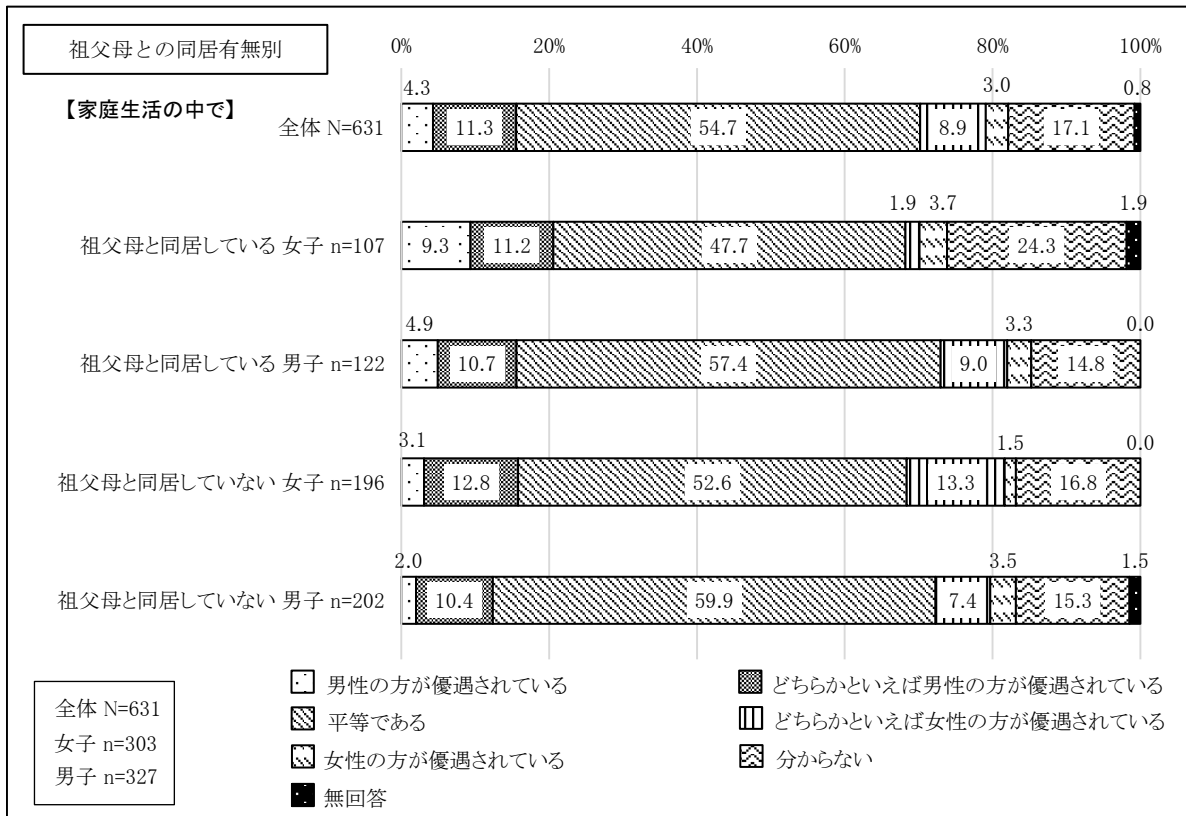 祖父母との同居有無別
0% 20% 40% 60% 80% 100%
【家庭生活の中で】
4.3 3.0 0.8
全体 N=631 11.3 54.7 8.9 17.1
1.9 3.7 1.9
祖父母と同居している 女子 n=107 9.3 11.2 47.7 24.3
4.9 3.3 0.0
祖父母と同居している 男子 n=122 10.7 57.4 9.0 14.8
3.1 1.5 0.0
祖父母と同居していない 女子 n=196 12.8 52.6 13.3 16.8
2.0 3.5 1.5
祖父母と同居していない 男子 n=202 10.4 59.9 7.4 15.3
男性の方が優遇されている どちらかといえば男性の方が優遇されている
平等である どちらかといえば女性の方が優遇されている
女性の方が優遇されている 分からない
無回答
全体 N=631
女子 n=303
男子 n=327